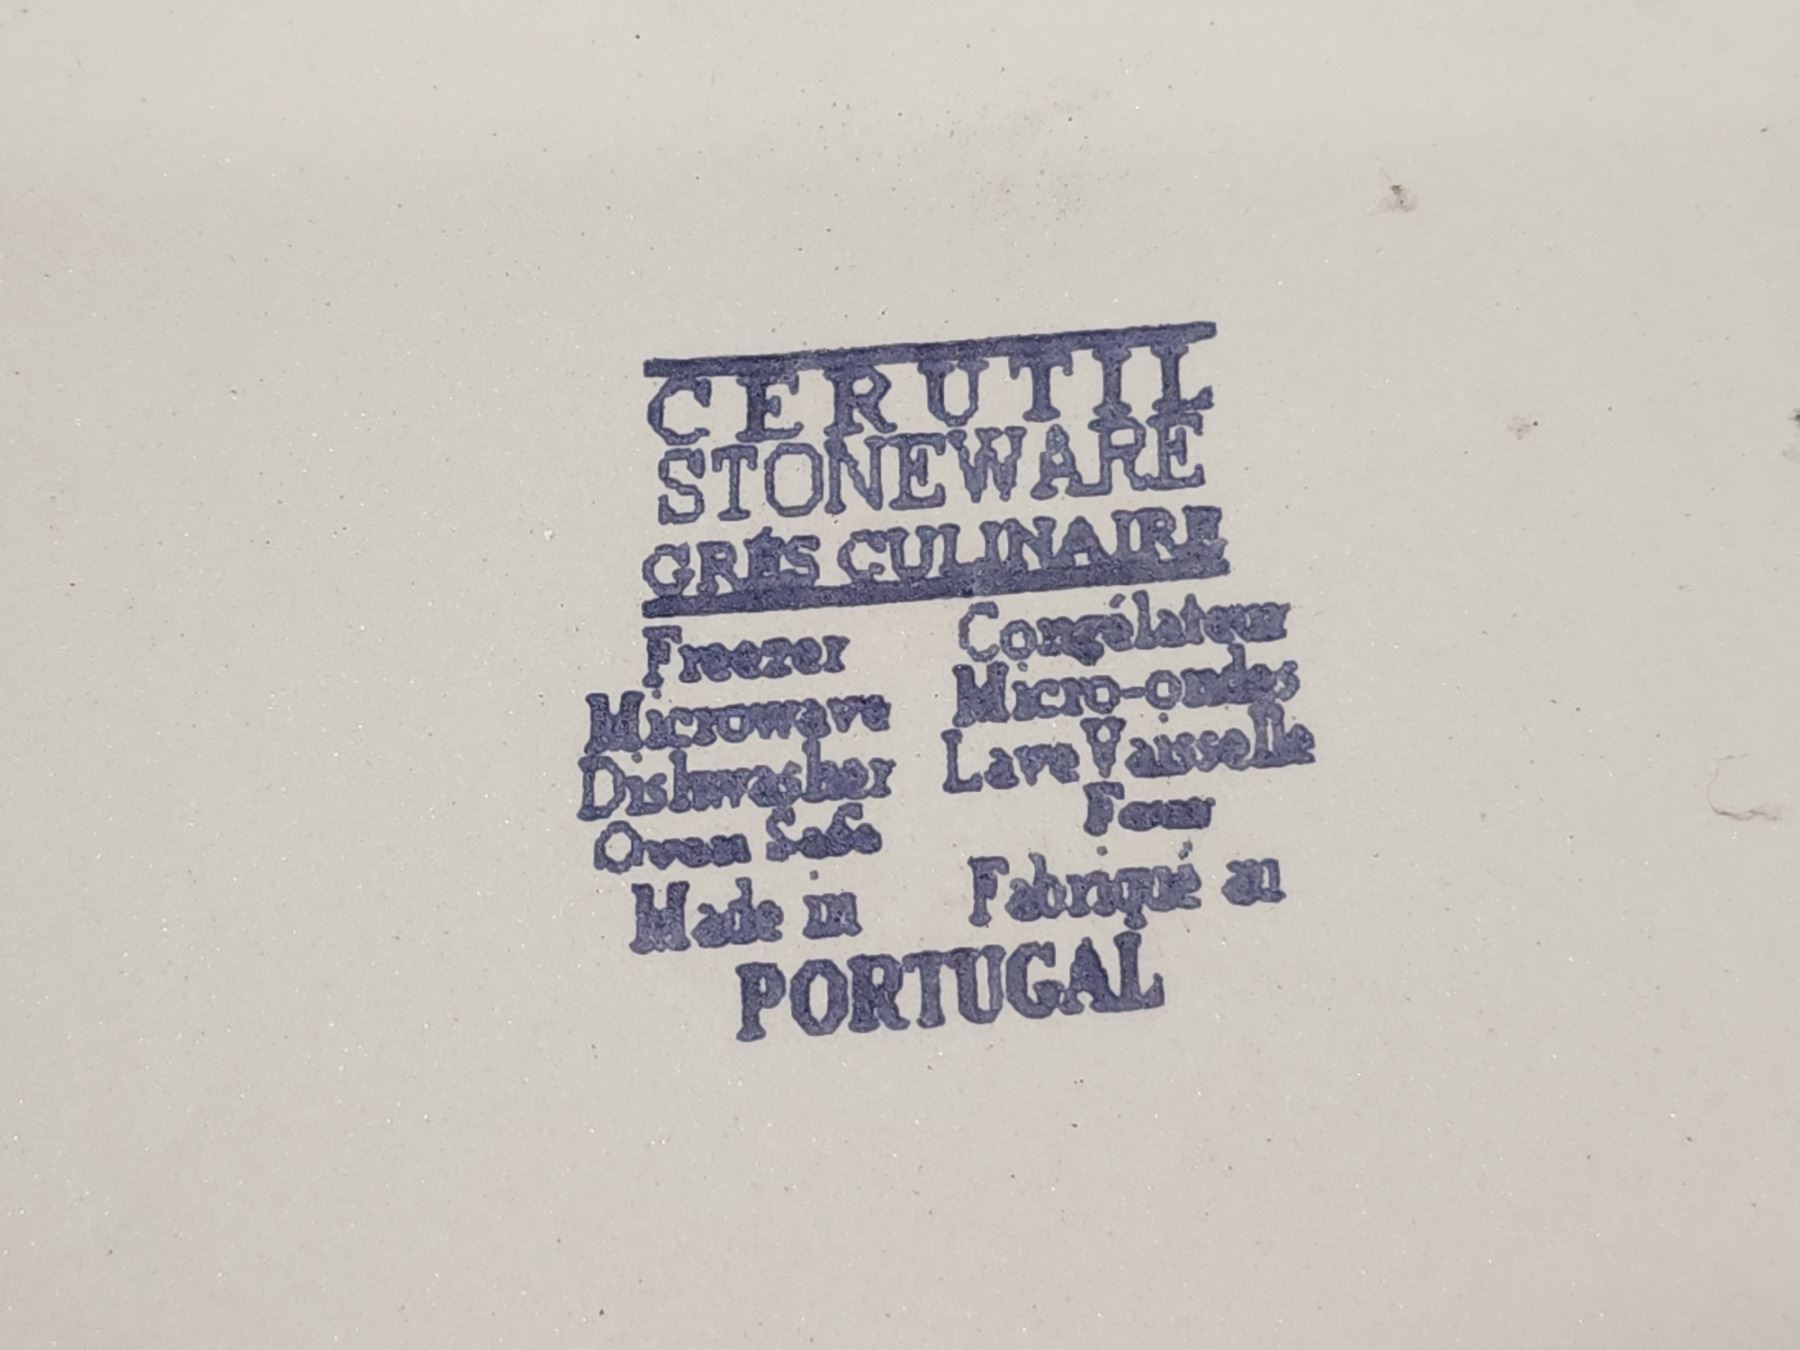 CERUTIL
STONEWARE
GRÉS CULINAIRE
Freezer Congélateur
Microwave Micro-ondes
Dishwasher Lave Vaisselle
Oven Safe Four
Made in Fabriqué au
PORTUGAL